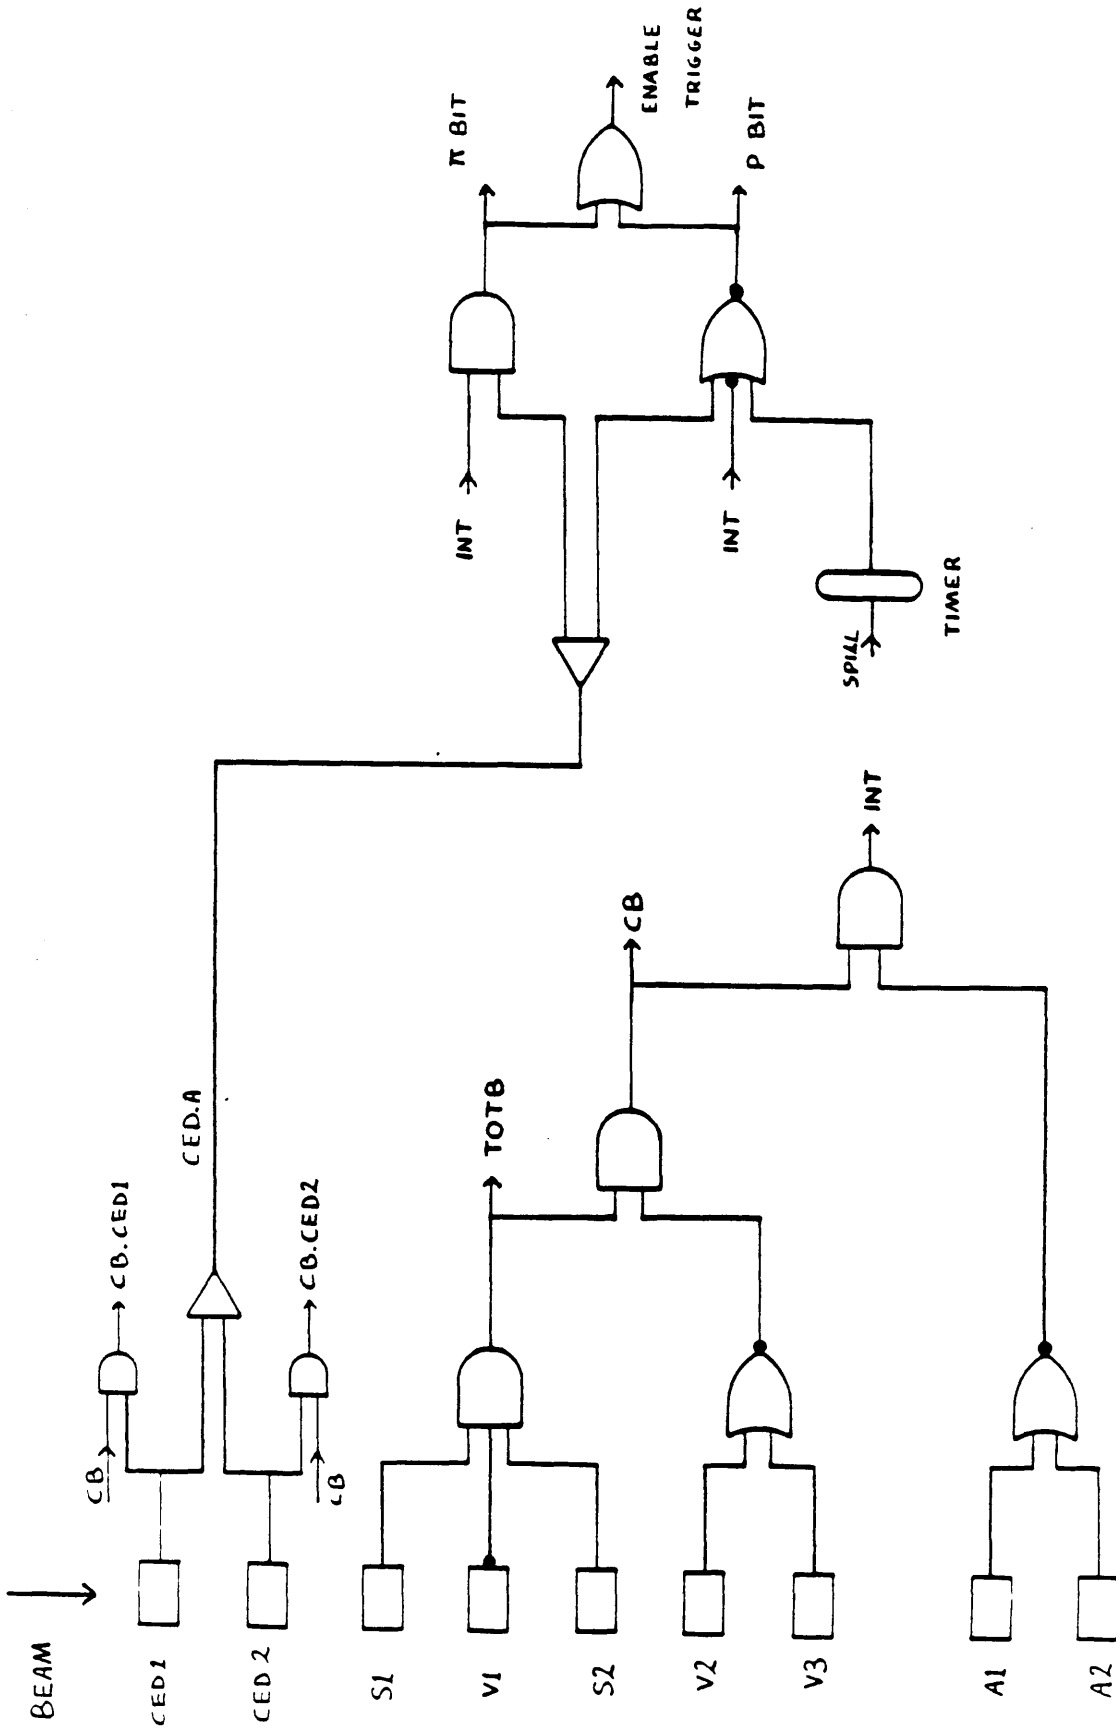 BEAM
CED1
CED2
S1
V1
S2
V2
V3
A1
A2
CB
CB
CB.CED1
CB.CED2
CED.A
TOTB
CB
INT
SPILL
TIMER
INT
INT
π BIT
P BIT
ENABLE
TRIGGER